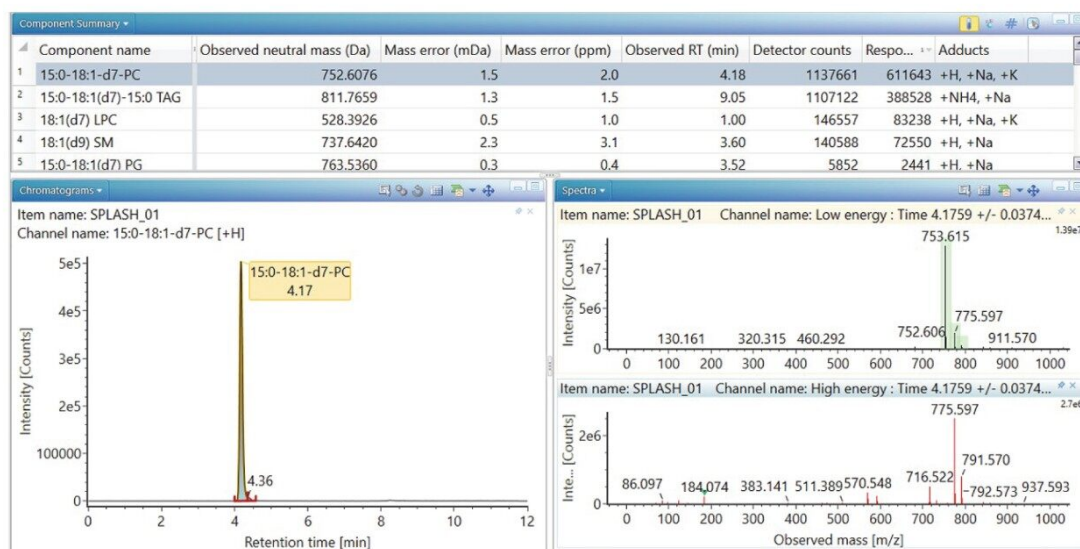 Component Summary
Component name Observed neutral mass (Da) Mass error (mDa) Mass error (ppm) Observed RT (min) Detector counts Respo... Adducts
1 15:0-18:1-d7-PC 752.6076 1.5 2.0 4.18 1137661 611643 +H, +Na, +K
2 15:0-18:1(d7)-15:0 TAG 811.7659 1.3 1.5 9.05 1107122 388528 +NH4, +Na
3 18:1(d7) LPC 528.3926 0.5 1.0 1.00 146557 83238 +H, +Na, +K
4 18:1(d9) SM 737.6420 2.3 3.1 3.60 140588 72550 +H, +Na
5 15:0-18:1(d7) PG 763.5360 0.3 0.4 3.52 5852 2441 +H, +Na
Chromatograms
Item name: SPLASH_01
Channel name: 15:0-18:1-d7-PC [+H]
5e5
4e5
3e5
2e5
100000
0
Intensity [Counts]
15:0-18:1-d7-PC
4.17
4.36
0 2 4 6 8 10 12
Retention time [min]
Spectra
Item name: SPLASH_01 Channel name: Low energy : Time 4.1759 +/- 0.0374...
1.39e7
753.615
1e7
5e6
0
Intensity [Counts]
130.161 320.315 460.292 752.606 775.597 911.570
0 100 200 300 400 500 600 700 800 900 1000
Item name: SPLASH_01 Channel name: High energy : Time 4.1759 +/- 0.0374...
2.7e6
775.597
2e6
0
Inte... [Counts]
86.097 184.074 383.141 511.389 570.548 716.522 791.570 792.573 937.593
0 100 200 300 400 500 600 700 800 900 1000
Observed mass [m/z]